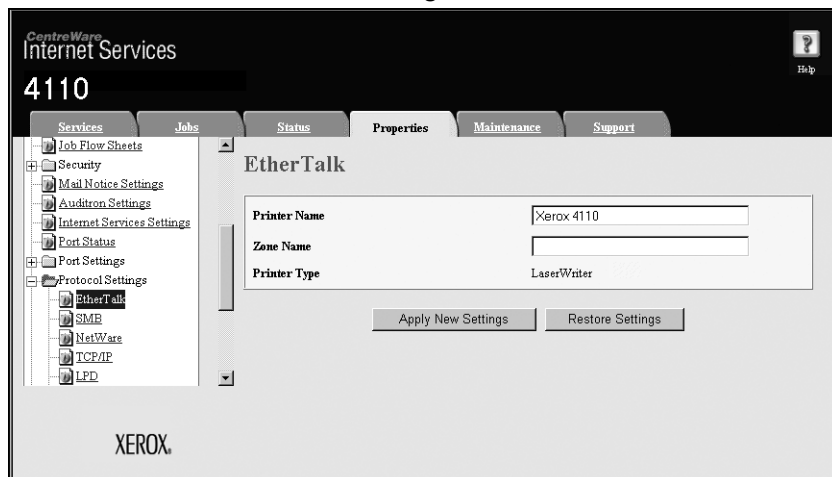 CentreWare
Internet Services
4110
Help
Services Jobs Status Properties Maintenance Support
Job Flow Sheets
Security
Mail Notice Settings
Auditron Settings
Internet Services Settings
Port Status
Port Settings
Protocol Settings
EtherTalk
SMB
NetWare
TCP/IP
LPD
EtherTalk
Printer Name Xerox 4110
Zone Name
Printer Type LaserWriter
Apply New Settings Restore Settings
XEROX®